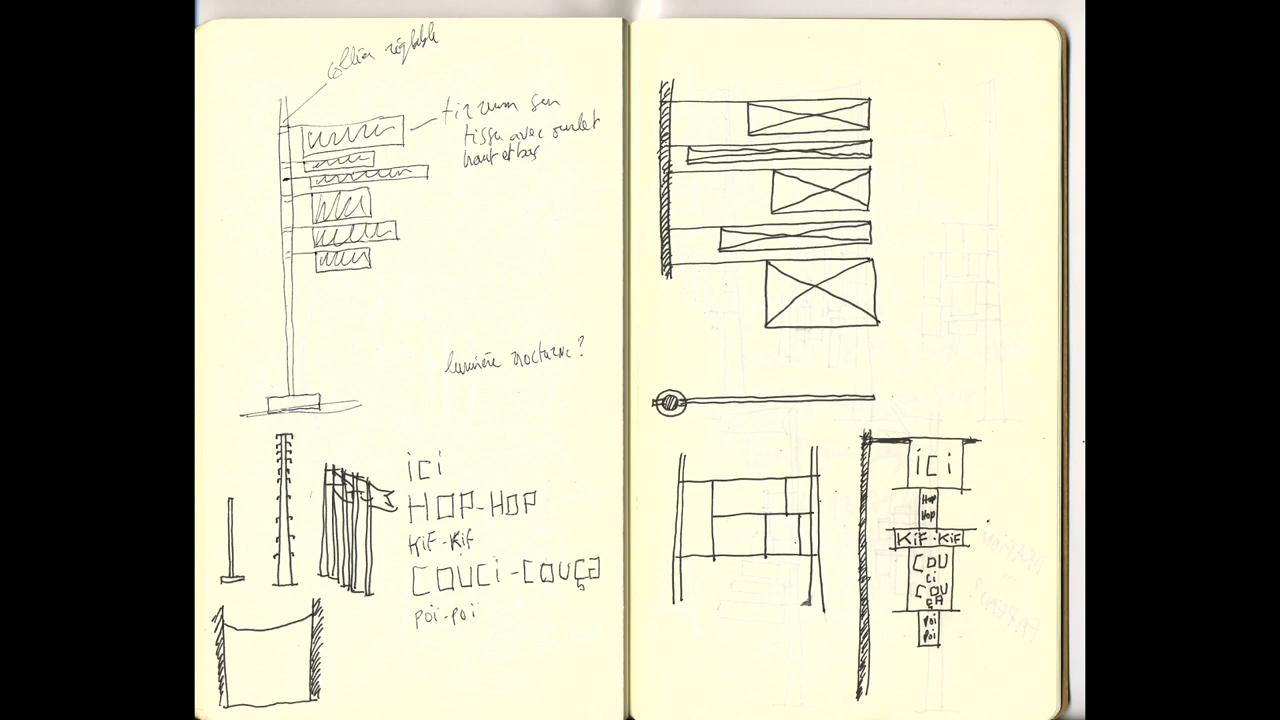 collier réglable
tissu avec ourlet
haut et bas
lumière nocturne ?
ici
HOP-HOP
KiF-KiF
COUCi-COUÇA
POi-POi
iCi
HOP
HOP
KiF-KiF
COU
Ci
COU
ÇA
POi
POi